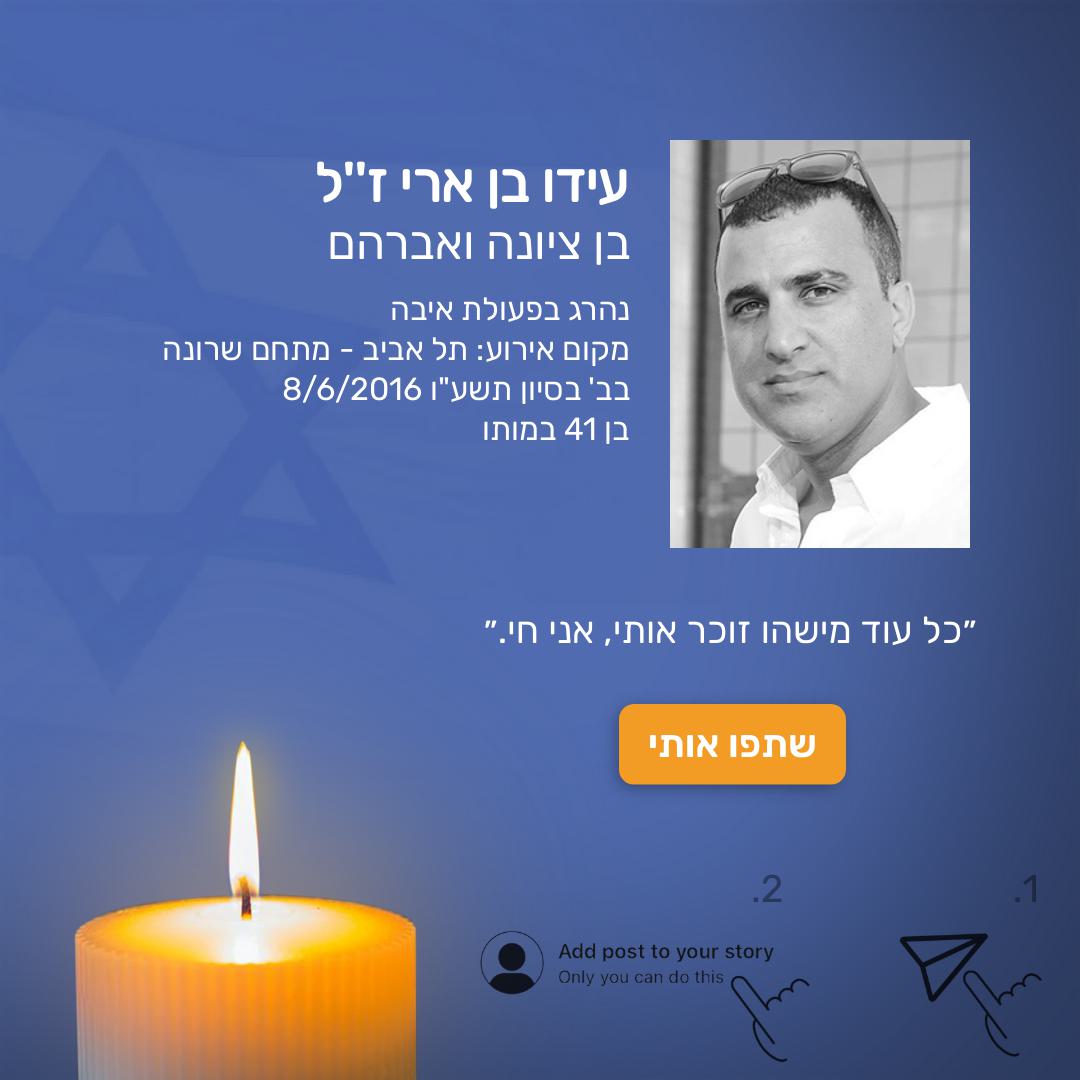 עידו בן ארי ז''ל
בן ציונה ואברהם
נהרג בפעולת איבה
מקום אירוע: תל אביב - מתחם שרונה
בב' בסיון תשע"ו 8/6/2016
בן 41 במותו
״כל עוד מישהו זוכר אותי, אני חי.״
שתפו אותי
.1
.2
Add post to your story
Only you can do this